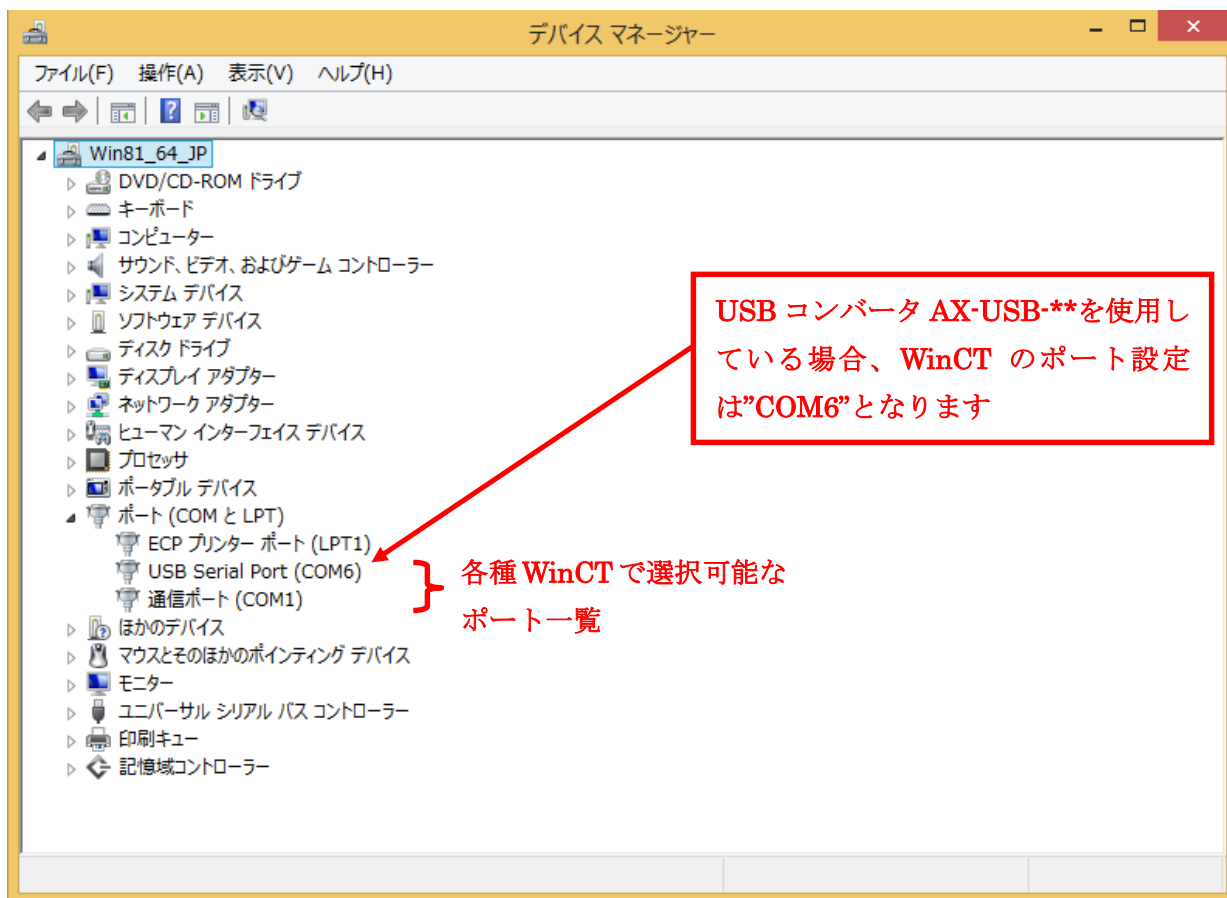 デバイス マネージャー
ファイル(F) 操作(A) 表示(V) ヘルプ(H)
Win81_64_JP
DVD/CD-ROM ドライブ
キーボード
コンピューター
サウンド、ビデオ、およびゲーム コントローラー
システム デバイス
ソフトウェア デバイス
ディスク ドライブ
ディスプレイ アダプター
ネットワーク アダプター
ヒューマン インターフェイス デバイス
プロセッサ
ポータブル デバイス
ポート (COM と LPT)
ECP プリンター ポート (LPT1)
USB Serial Port (COM6)
通信ポート (COM1)
ほかのデバイス
マウスとそのほかのポインティング デバイス
モニター
ユニバーサル シリアル バス コントローラー
印刷キュー
記憶域コントローラー
USB コンバータ AX-USB-**を使用し
ている場合、WinCT のポート設定
は”COM6”となります
各種 WinCT で選択可能な
ポート一覧